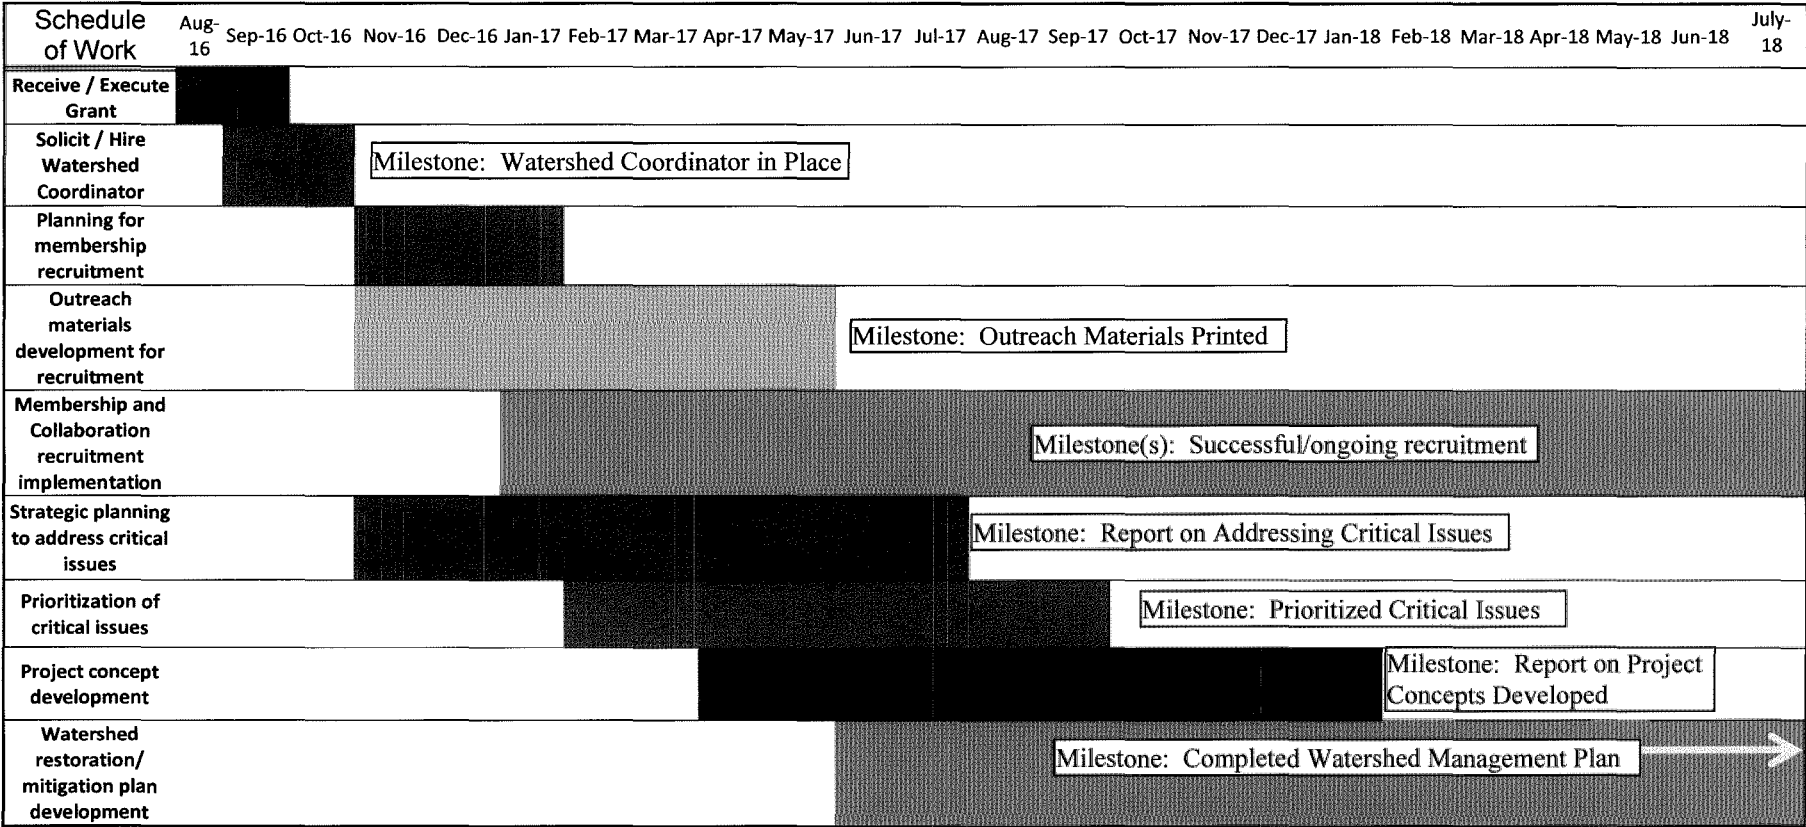 Schedule
of Work
Aug-
16
Sep-16 Oct-16 Nov-16 Dec-16 Jan-17 Feb-17 Mar-17 Apr-17 May-17 Jun-17 Jul-17 Aug-17 Sep-17 Oct-17 Nov-17 Dec-17 Jan-18 Feb-18 Mar-18 Apr-18 May-18 Jun-18
July-
18
Receive / Execute
Grant
Solicit / Hire
Watershed
Coordinator
Milestone: Watershed Coordinator in Place
Planning for
membership
recruitment
Outreach
materials
development for
recruitment
Milestone: Outreach Materials Printed
Membership and
Collaboration
recruitment
implementation
Milestone(s): Successful/ongoing recruitment
Strategic planning
to address critical
issues
Milestone: Report on Addressing Critical Issues
Prioritization of
critical issues
Milestone: Prioritized Critical Issues
Project concept
development
Milestone: Report on Project
Concepts Developed
Watershed
restoration/
mitigation plan
development
Milestone: Completed Watershed Management Plan